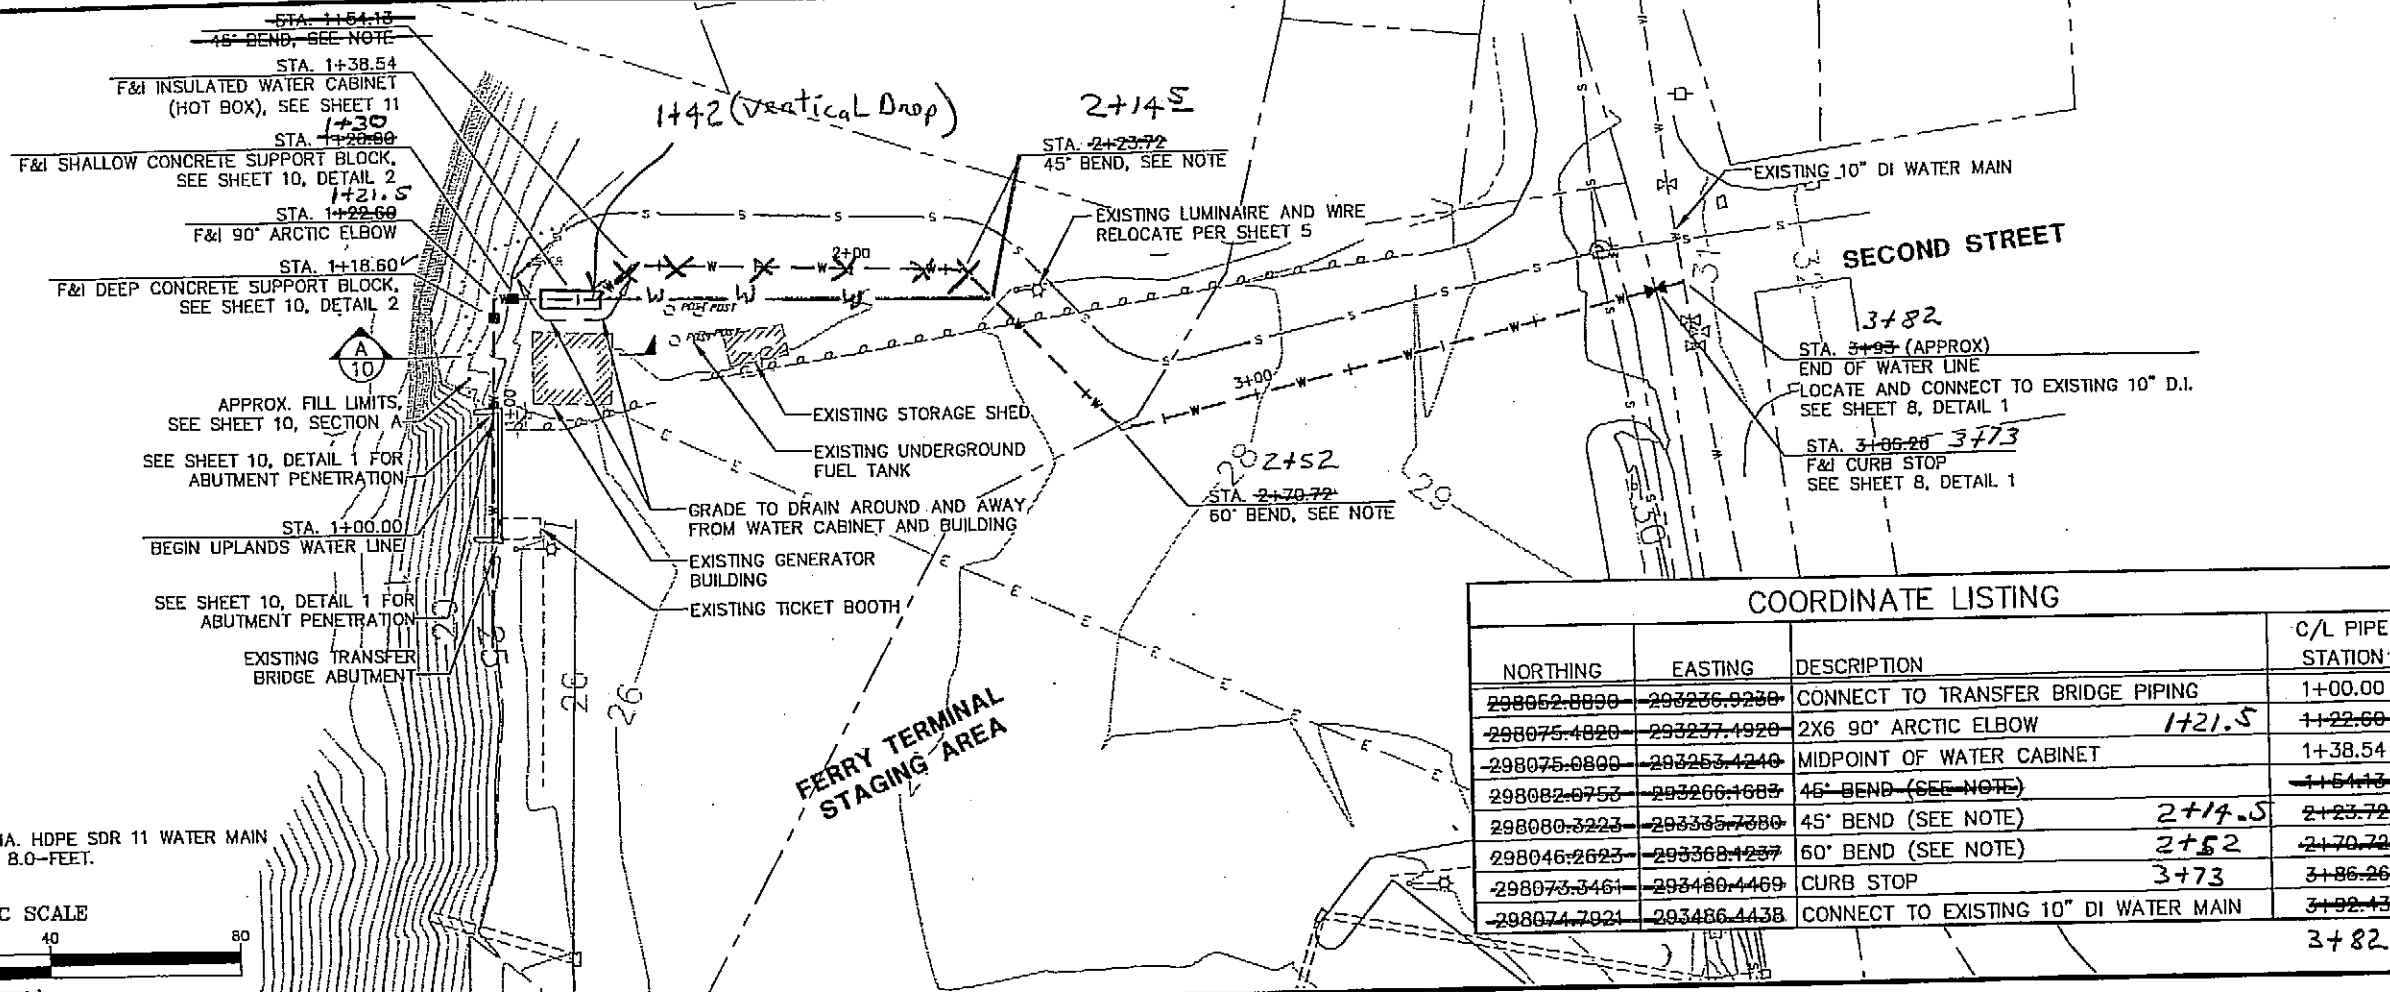 STA. 1+54.13
45° BEND, SEE NOTE
STA. 1+38.54
F&I INSULATED WATER CABINET
(HOT BOX), SEE SHEET 11
1+30
STA. 1+28.80
F&I SHALLOW CONCRETE SUPPORT BLOCK,
SEE SHEET 10, DETAIL 2
1+21.5
STA. 1+22.60
F&I 90° ARCTIC ELBOW
STA. 1+18.60
F&I DEEP CONCRETE SUPPORT BLOCK,
SEE SHEET 10, DETAIL 2
A
10
APPROX. FILL LIMITS,
SEE SHEET 10, SECTION A
SEE SHEET 10, DETAIL 1 FOR
ABUTMENT PENETRATION
STA. 1+00.00
BEGIN UPLANDS WATER LINE
SEE SHEET 10, DETAIL 1 FOR
ABUTMENT PENETRATION
EXISTING TRANSFER
BRIDGE ABUTMENT
1+42 (Vertical Drop)
2+14 5
STA. 2+23.72
45° BEND, SEE NOTE
EXISTING LUMINAIRE AND WIRE
RELOCATE PER SHEET 5
2+00
EXISTING STORAGE SHED
EXISTING UNDERGROUND
FUEL TANK
GRADE TO DRAIN AROUND AND AWAY
FROM WATER CABINET AND BUILDING
EXISTING GENERATOR
BUILDING
EXISTING TICKET BOOTH
3+00
2+52
STA. 2+70.72
60° BEND, SEE NOTE
EXISTING 10" DI WATER MAIN
SECOND STREET
3+82
STA. 3+93 (APPROX)
END OF WATER LINE
LOCATE AND CONNECT TO EXISTING 10" D.I.
SEE SHEET 8, DETAIL 1
STA. 3+86.26 3+73
F&I CURB STOP
SEE SHEET 8, DETAIL 1
25
26
26
28
29
30
31
32
FERRY TERMINAL
STAGING AREA
IA. HDPE SDR 11 WATER MAIN
8.0-FEET.
C SCALE
40 80
COORDINATE LISTING
NORTHING EASTING DESCRIPTION C/L PIPE STATION
298052.8890 293236.9230 CONNECT TO TRANSFER BRIDGE PIPING 1+00.00
298075.4820 293237.4920 2X6 90° ARCTIC ELBOW 1+21.5 1+22.60
298075.0800 293253.4240 MIDPOINT OF WATER CABINET 1+38.54
298082.0753 293266.1683 45° BEND (SEE NOTE) 1+54.13
298080.3223 293335.7380 45° BEND (SEE NOTE) 2+14.5 2+23.72
298046.2623 293368.1237 60° BEND (SEE NOTE) 2+52 2+70.72
298073.3461 293480.4469 CURB STOP 3+73 3+86.26
298074.7921 293486.4438 CONNECT TO EXISTING 10" DI WATER MAIN 3+92.43
3+82